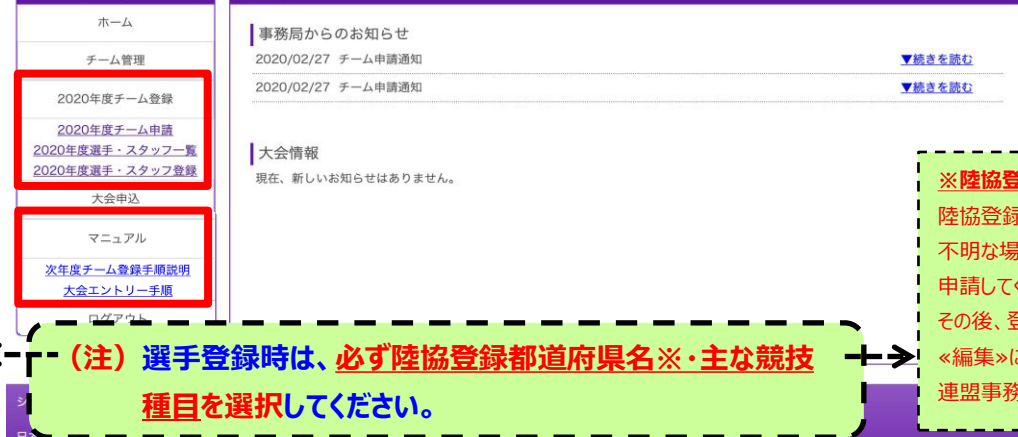 ホーム
チーム管理
2020年度チーム登録
2020年度チーム申請
2020年度選手・スタッフ一覧
2020年度選手・スタッフ登録
大会申込
マニュアル
次年度チーム登録手順説明
大会エントリー手順
ログアウト
事務局からのお知らせ
2020/02/27 チーム申請通知 ▼続きを読む
2020/02/27 チーム申請通知 ▼続きを読む
大会情報
現在、新しいお知らせはありません。
※陸協登
陸協登録
不明な場
申請して
その後、登
≪編集≫に
連盟事務
(注)選手登録時は、必ず陸協登録都道府県名※・主な競技
種目を選択してください。